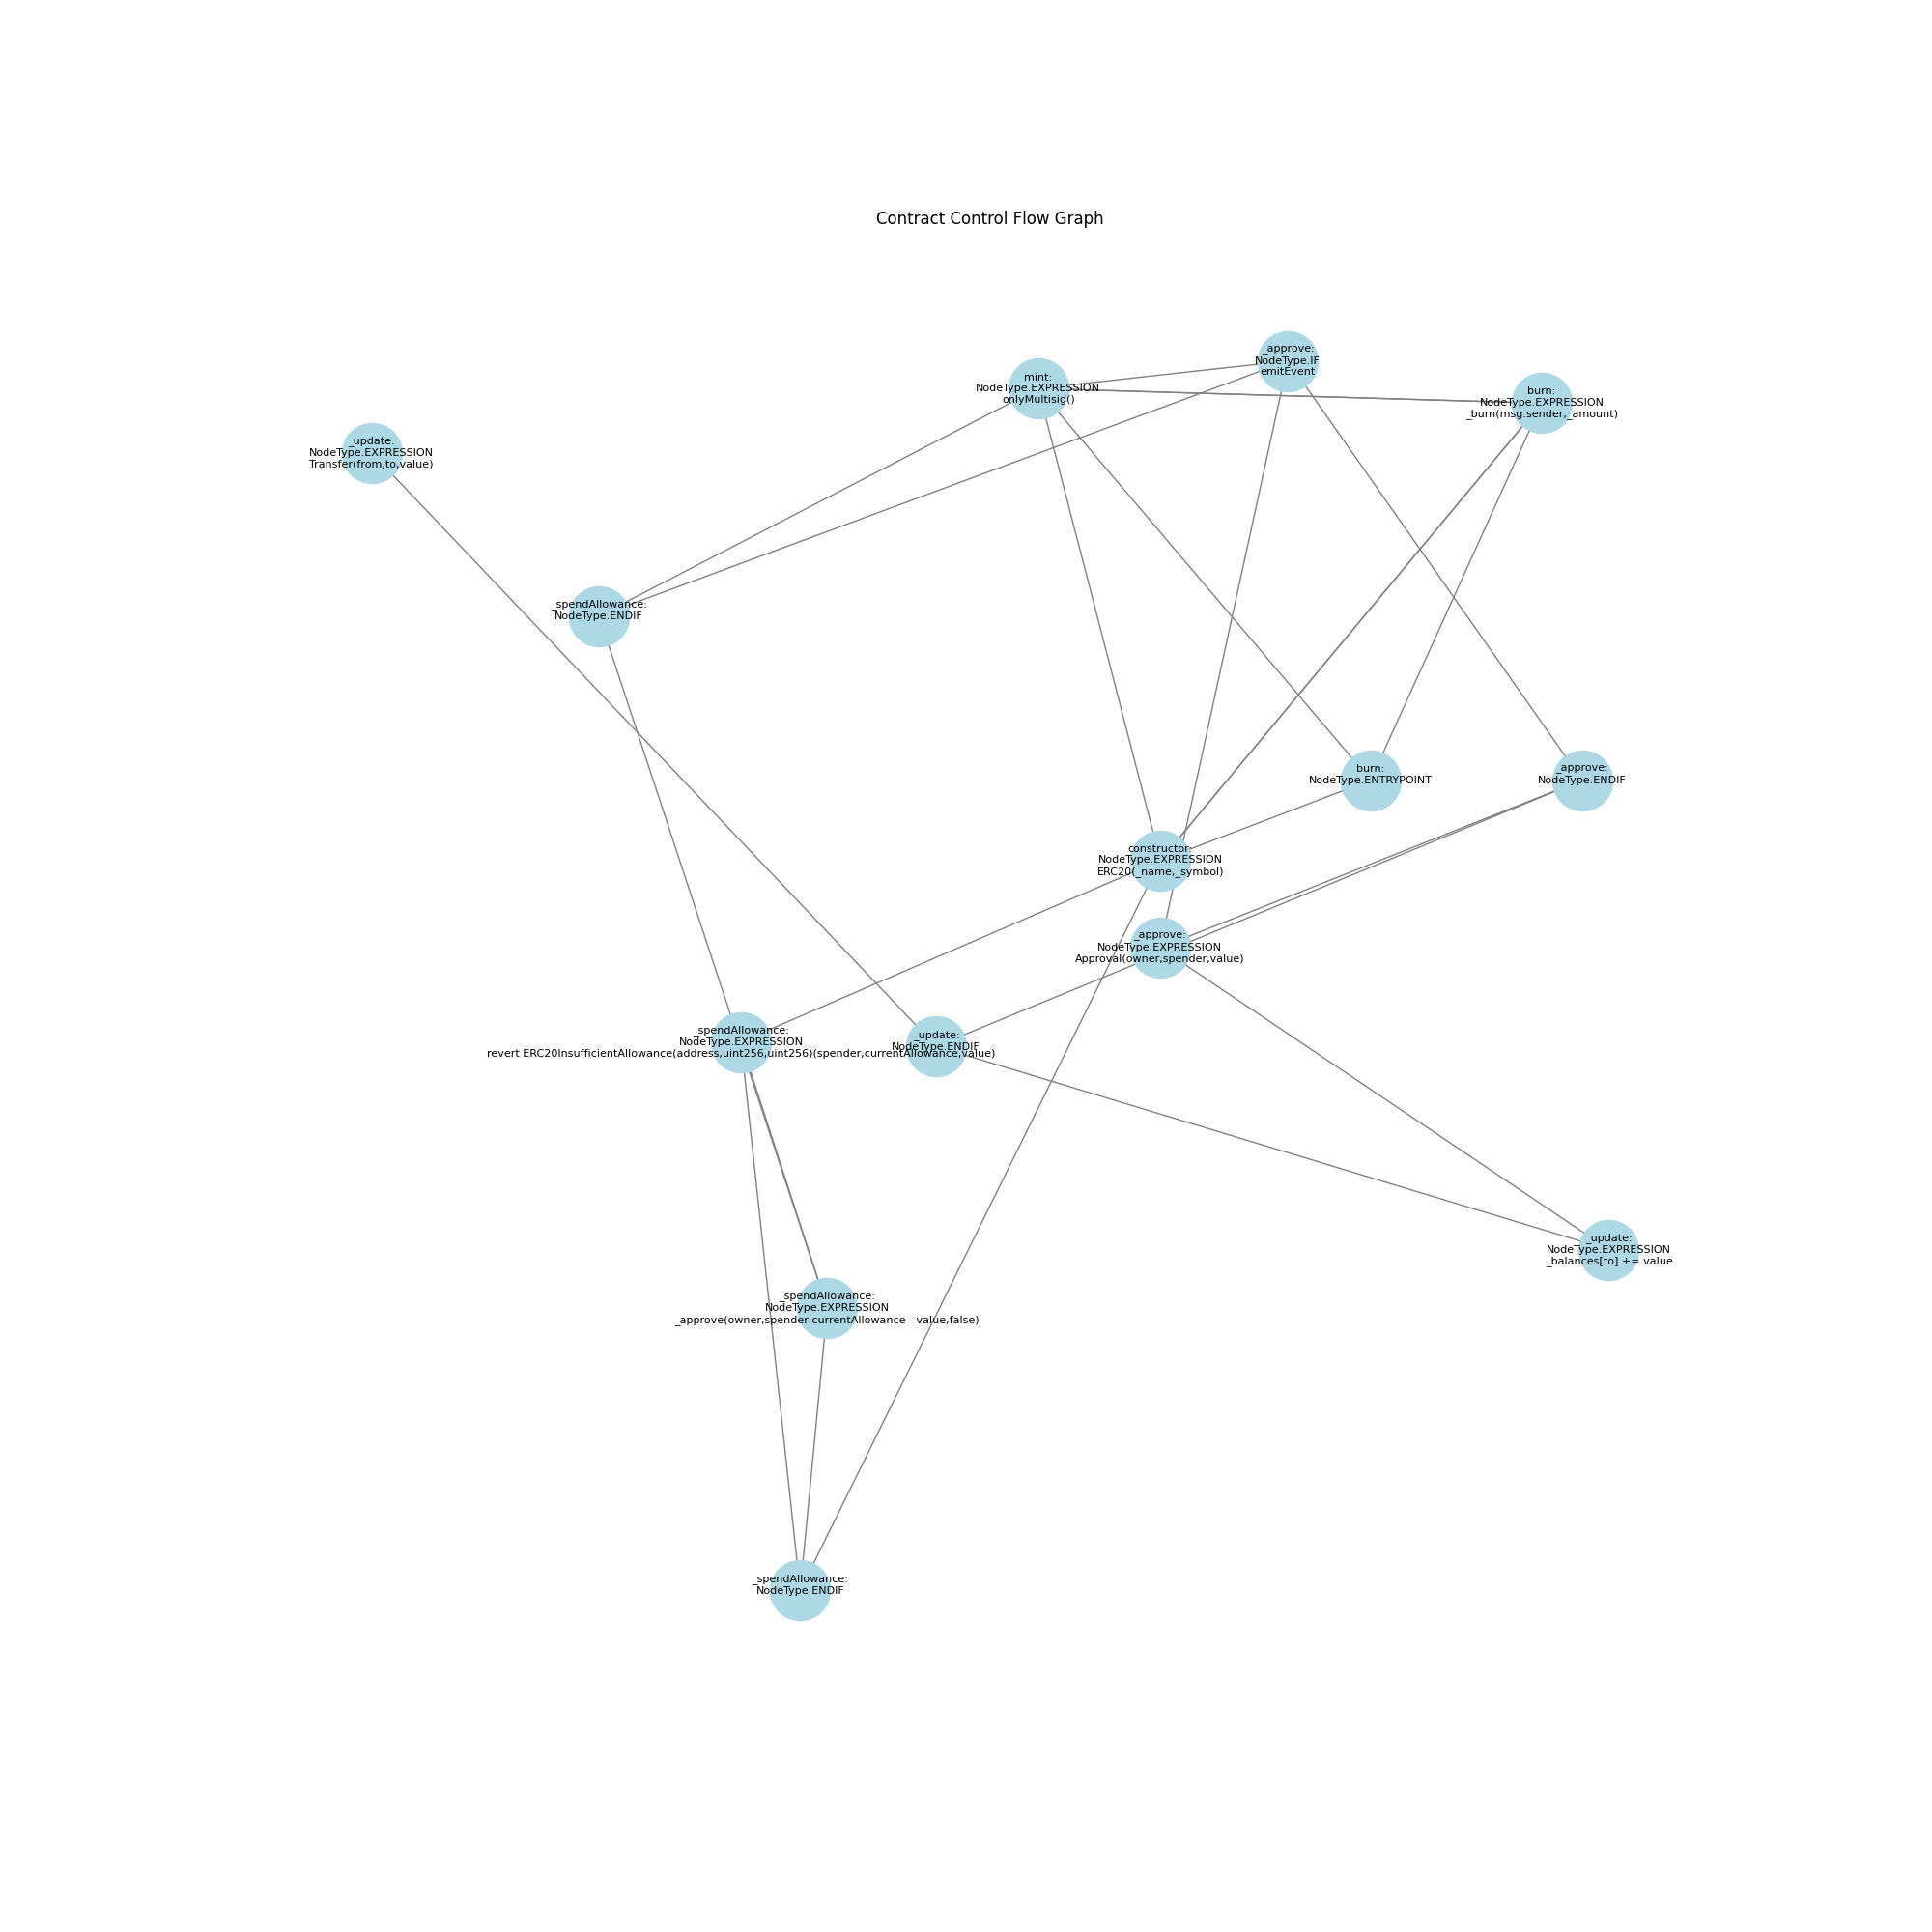 Contract Control Flow Graph
_approve:
NodeType.IF
emitEvent
mint:
NodeType.EXPRESSION
onlyMultisig()
burn:
NodeType.EXPRESSION
_burn(msg.sender,_amount)
_update:
NodeType.EXPRESSION
Transfer(from,to,value)
_spendAllowance:
NodeType.ENDIF
burn:
NodeType.ENTRYPOINT
_approve:
NodeType.ENDIF
constructor:
NodeType.EXPRESSION
ERC20(_name,_symbol)
_approve:
NodeType.EXPRESSION
Approval(owner,spender,value)
_spendAllowance:
NodeType.EXPRESSION
revert ERC20InsufficientAllowance(address,uint256,uint256)(spender,currentAllowance,value)
_update:
NodeType.ENDIF
_update:
NodeType.EXPRESSION
_balances[to] += value
_spendAllowance:
NodeType.EXPRESSION
_approve(owner,spender,currentAllowance - value,false)
_spendAllowance:
NodeType.ENDIF